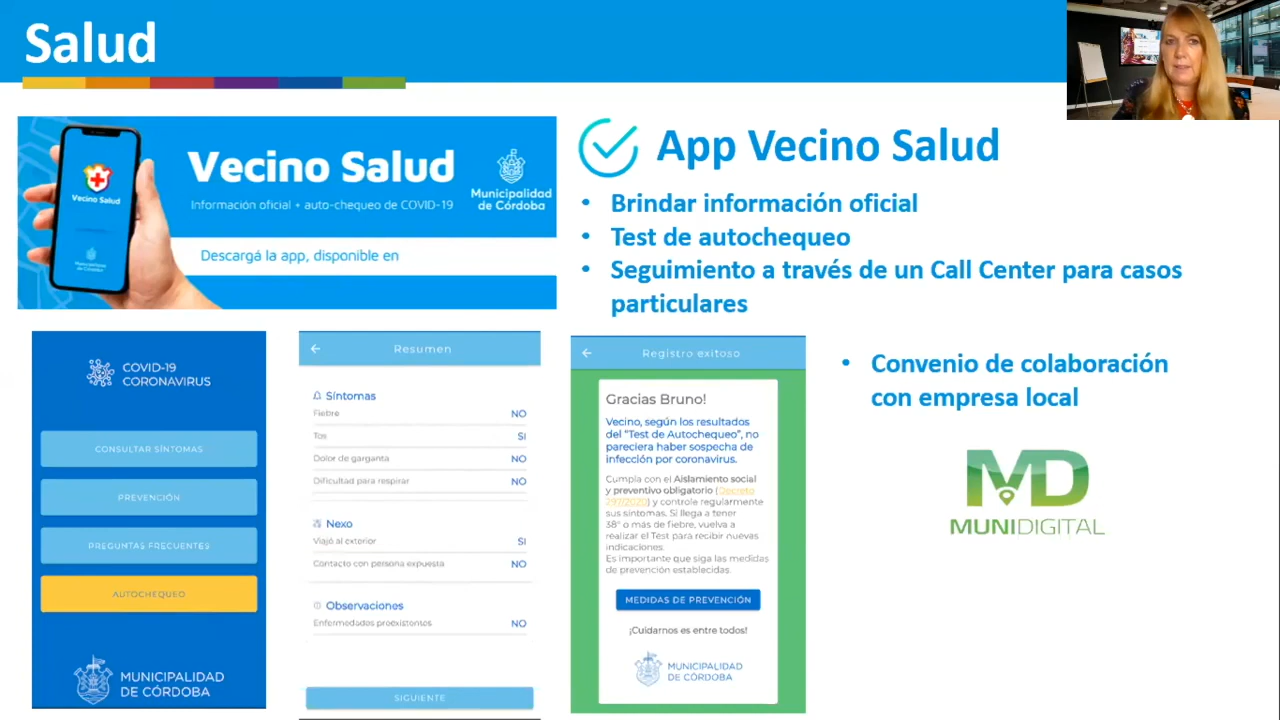 Salud
Vecino Salud
Información oficial + auto-chequeo de COVID-19
Municipalidad
de Córdoba
Descargá la app, disponible en
Vecino Salud
App Vecino Salud
• Brindar información oficial
• Test de autochequeo
• Seguimiento a través de un Call Center para casos
particulares
COVID-19
CORONAVIRUS
CONSULTAR SÍNTOMAS
PREVENCIÓN
PREGUNTAS FRECUENTES
AUTOCHEQUEO
MUNICIPALIDAD
DE CÓRDOBA
Resumen
Síntomas
Fiebre NO
Tos SI
Dolor de garganta NO
Dificultad para respirar NO
Nexo
Viajó al exterior SI
Contacto con persona expuesta NO
Observaciones
Enfermedades preexistentes NO
SIGUIENTE
Registro exitoso
Gracias Bruno!
Vecino, según los resultados
del "Test de Autochequeo", no
pareciera haber sospecha de
infección por coronavirus.
Cumpla con el Aislamiento social
y preventivo obligatorio (Decreto
297/2020) y controle regularmente
sus síntomas. Si llega a tener
38° o más de fiebre, vuelva a
realizar el Test para recibir nuevas
indicaciones.
Es importante que siga las medidas
de prevención establecidas.
MEDIDAS DE PREVENCIÓN
¡Cuidarnos es entre todos!
MUNICIPALIDAD
DE CÓRDOBA
• Convenio de colaboración
con empresa local
MD
MUNIDIGITAL